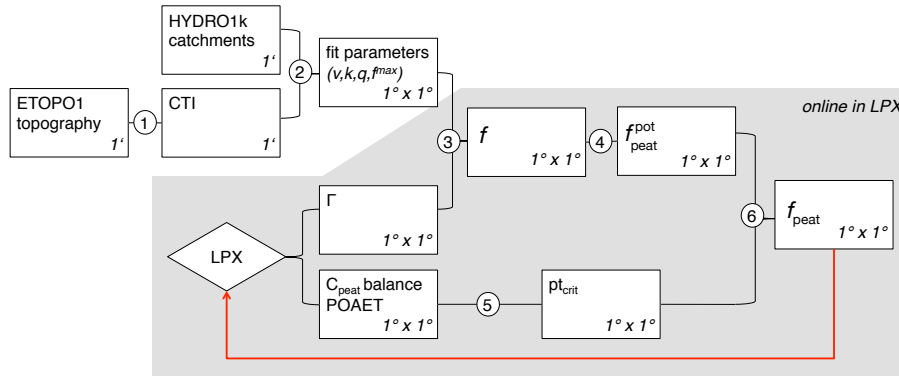 HYDRO1k
catchments
1‘
fit parameters
(v,k,q,fmax)
1° x 1°
2
ETOPO1
topography
1‘
1
CTI
1‘
online in LPX
3
f
1° x 1°
4
f pot peat
1° x 1°
Γ
1° x 1°
6
fpeat
1° x 1°
LPX
Cpeat balance
POAET
1° x 1°
5
ptcrit
1° x 1°